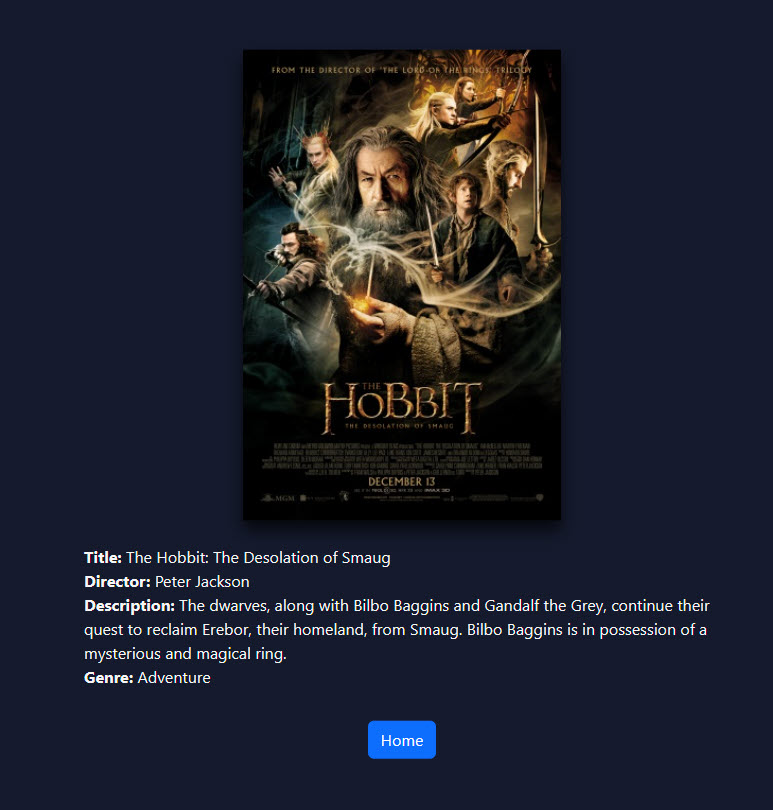 FROM THE DIRECTOR OF "THE LORD OF THE RINGS" TRILOGY
THE
HOBBIT
THE DESOLATION OF SMAUG
DECEMBER 13
MGM
Title: The Hobbit: The Desolation of Smaug
Director: Peter Jackson
Description: The dwarves, along with Bilbo Baggins and Gandalf the Grey, continue their
quest to reclaim Erebor, their homeland, from Smaug. Bilbo Baggins is in possession of a
mysterious and magical ring.
Genre: Adventure
Home